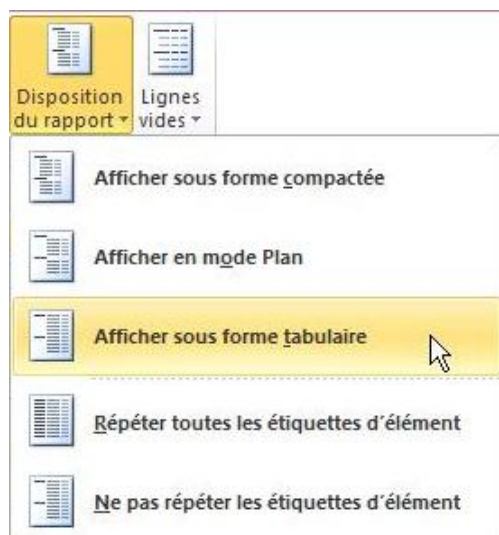 Disposition
du rapport
Lignes
vides
Afficher sous forme compactée
Afficher en mode Plan
Afficher sous forme tabulaire
Répéter toutes les étiquettes d'élément
Ne pas répéter les étiquettes d'élément